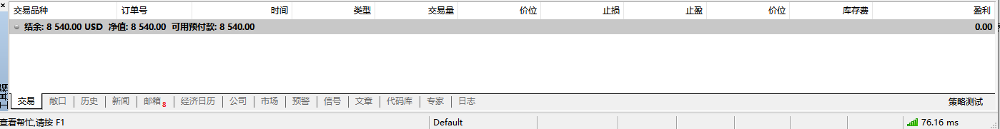 交易品种 订单号 时间 类型 交易量 价位 止损 止盈 价位 库存费 盈利
结余: 8 540.00 USD 净值: 8 540.00 可用预付款: 8 540.00 0.00
工具箱
交易 敞口 历史 新闻 邮箱 8 经济日历 公司 市场 预警 信号 文章 代码库 专家 日志 策略测试
查看帮忙,请按 F1 Default 76.16 ms